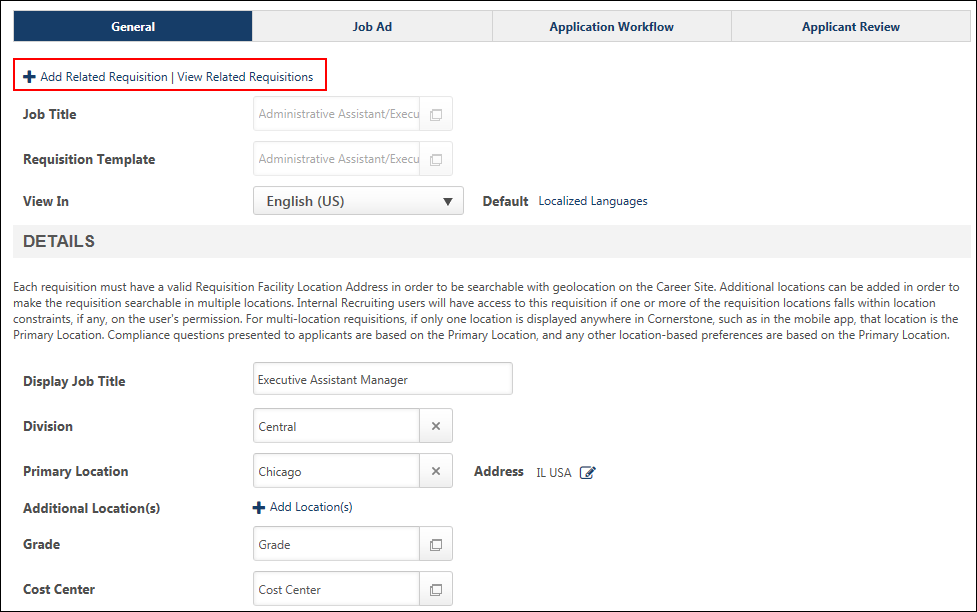 General
Job Ad
Application Workflow
Applicant Review
Add Related Requisition | View Related Requisitions
Job Title
Administrative Assistant/Execu
Requisition Template
Administrative Assistant/Execu
View In
English (US)
Default
Localized Languages
DETAILS
Each requisition must have a valid Requisition Facility Location Address in order to be searchable with geolocation on the Career Site. Additional locations can be added in order to
make the requisition searchable in multiple locations. Internal Recruiting users will have access to this requisition if one or more of the requisition locations falls within location
constraints, if any, on the user's permission. For multi-location requisitions, if only one location is displayed anywhere in Cornerstone, such as in the mobile app, that location is the
Primary Location. Compliance questions presented to applicants are based on the Primary Location, and any other location-based preferences are based on the Primary Location.
Display Job Title
Executive Assistant Manager
Division
Central
Primary Location
Chicago
Address
IL USA
Additional Location(s)
Add Location(s)
Grade
Grade
Cost Center
Cost Center